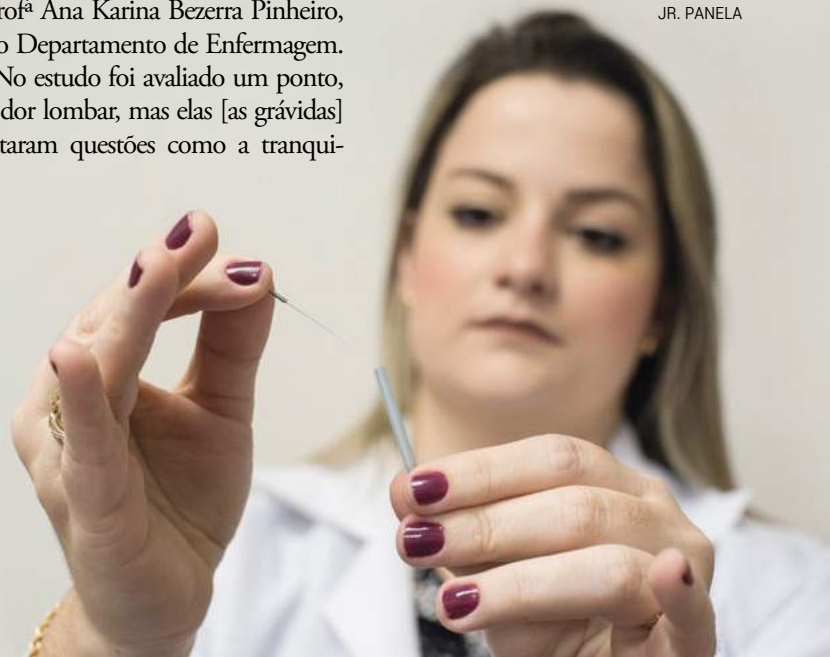 rofª Ana Karina Bezerra Pinheiro,
o Departamento de Enfermagem.
No estudo foi avaliado um ponto,
dor lombar, mas elas [as grávidas]
taram questões como a tranqui-
JR. PANELA